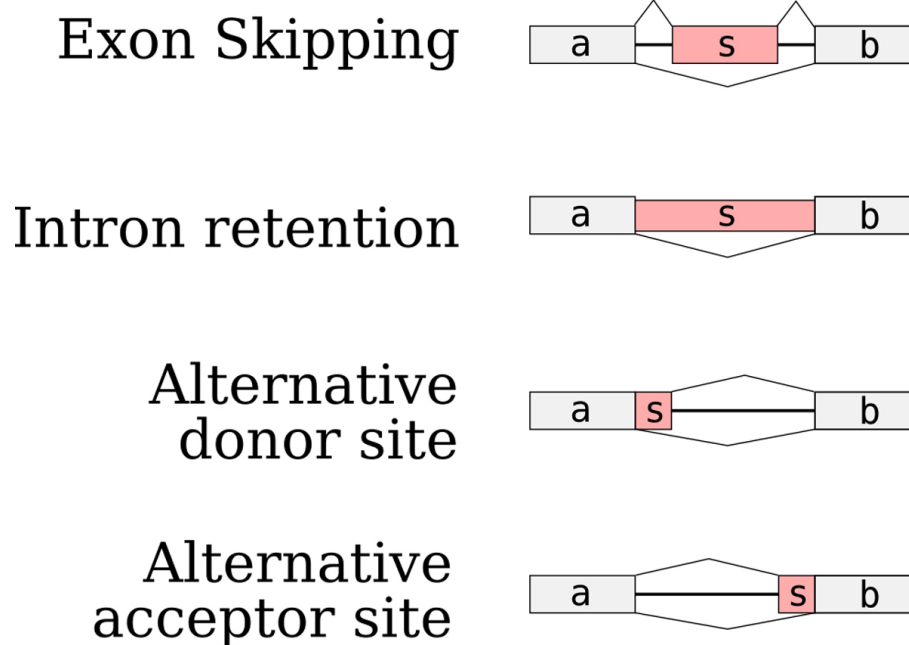 Exon Skipping
a s b
Intron retention
a s b
Alternative
donor site
a s b
Alternative
acceptor site
a s b